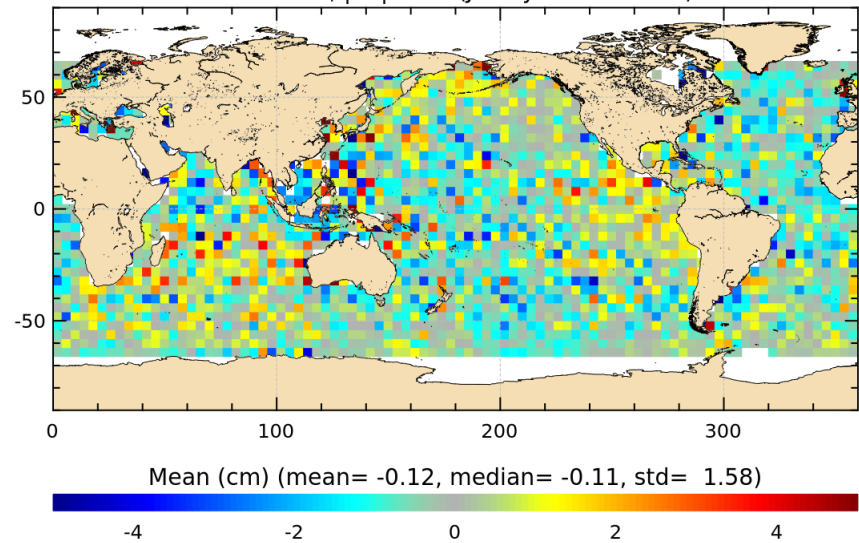 50
0
-50
0 100 200 300
Mean (cm) (mean= -0.12, median= -0.11, std= 1.58)
-4 -2 0 2 4